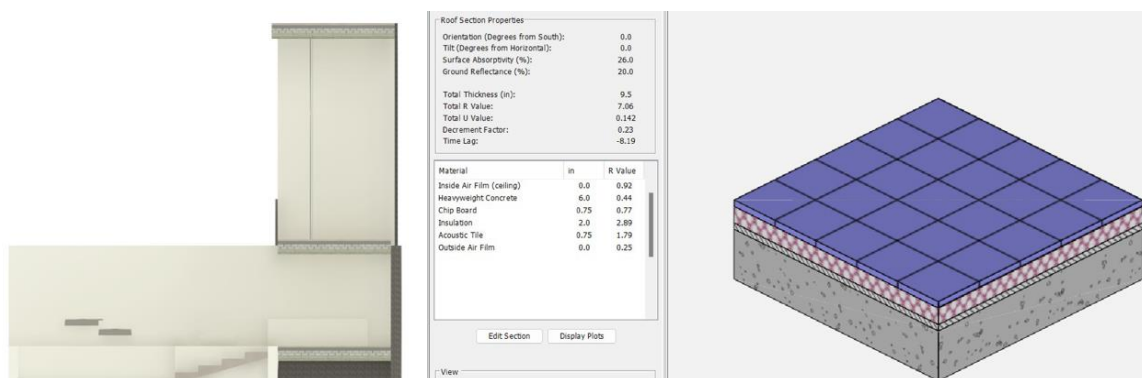 Roof Section Properties
Orientation (Degrees from South): 0.0
Tilt (Degrees from Horizontal): 0.0
Surface Absorptivity (%): 26.0
Ground Reflectance (%): 20.0
Total Thickness (in): 9.5
Total R Value: 7.06
Total U Value: 0.142
Decrement Factor: 0.23
Time Lag: -8.19
Material in R Value
Inside Air Film (ceiling) 0.0 0.92
Heavyweight Concrete 6.0 0.44
Chip Board 0.75 0.77
Insulation 2.0 2.89
Acoustic Tile 0.75 1.79
Outside Air Film 0.0 0.25
Edit Section Display Plots
View